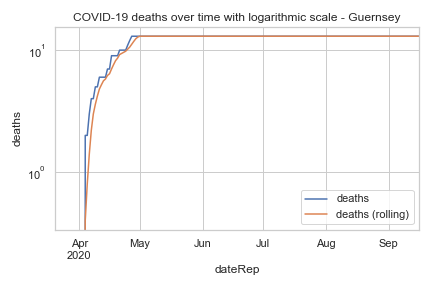 COVID-19 deaths over time with logarithmic scale - Guernsey
10¹
deaths
10⁰
deaths
deaths (rolling)
Apr May Jun Jul Aug Sep
2020
dateRep